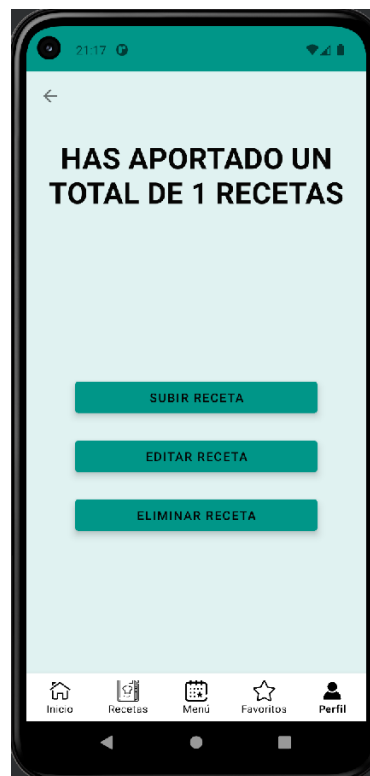 21:17
HAS APORTADO UN
TOTAL DE 1 RECETAS
SUBIR RECETA
EDITAR RECETA
ELIMINAR RECETA
Inicio Recetas Menú Favoritos Perfil